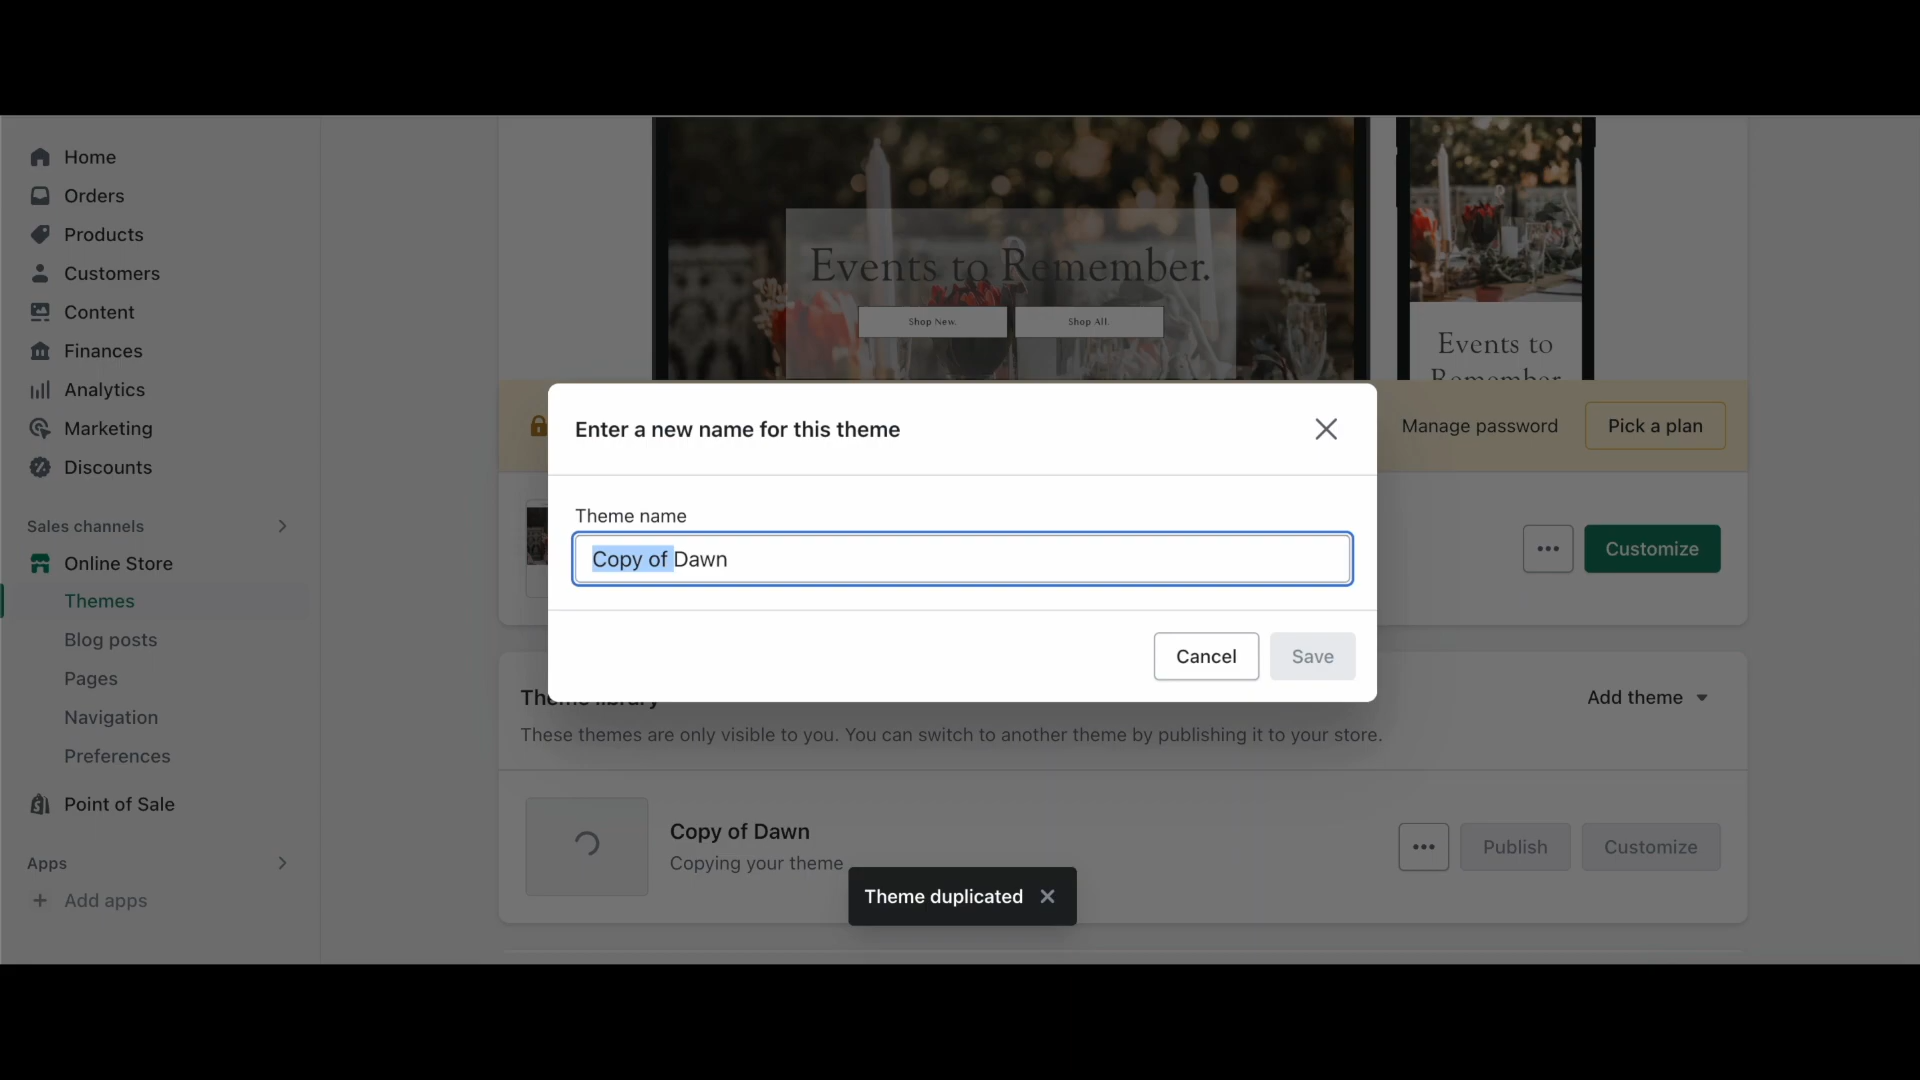 Home
Orders
Products
Customers
Content
Finances
Analytics
Marketing
Discounts
Sales channels
Online Store
Themes
Blog posts
Pages
Navigation
Preferences
Point of Sale
Apps
Add apps
Events to Remember.
Shop New.
Shop All.
Events to
Remember
Manage password
Pick a plan
Customize
Enter a new name for this theme
Theme name
Copy of Dawn
Cancel
Save
Theme library
Add theme
These themes are only visible to you. You can switch to another theme by publishing it to your store.
Copy of Dawn
Copying your theme
Publish
Customize
Theme duplicated